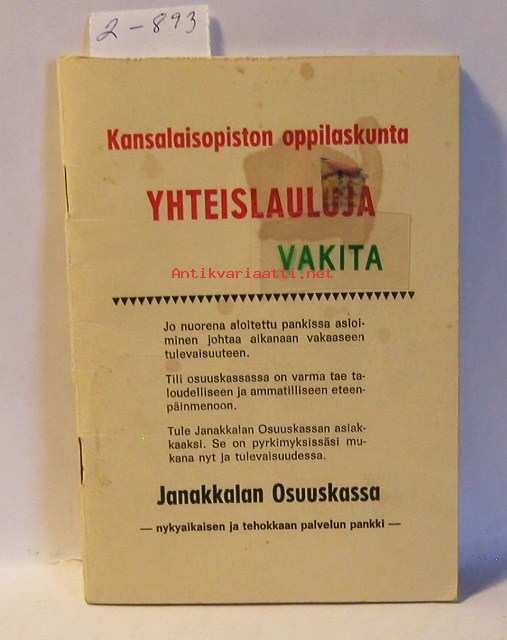 2-893
Kansalaisopiston oppilaskunta
YHTEISLAULUJA
VAKITA
Antikvariaatti.net
Jo nuorena aloitettu pankissa asioi-
minen johtaa aikanaan vakaaseen
tulevaisuuteen.
Tili osuuskassassa on varma tae ta-
loudelliseen ja ammatilliseen eteen-
päinmenoon.
Tule Janakkalan Osuuskassan asiak-
kaaksi. Se on pyrkimyksissäsi mu-
kana nyt ja tulevaisuudessa.
Janakkalan Osuuskassa
— nykyaikaisen ja tehokkaan palvelun pankki —